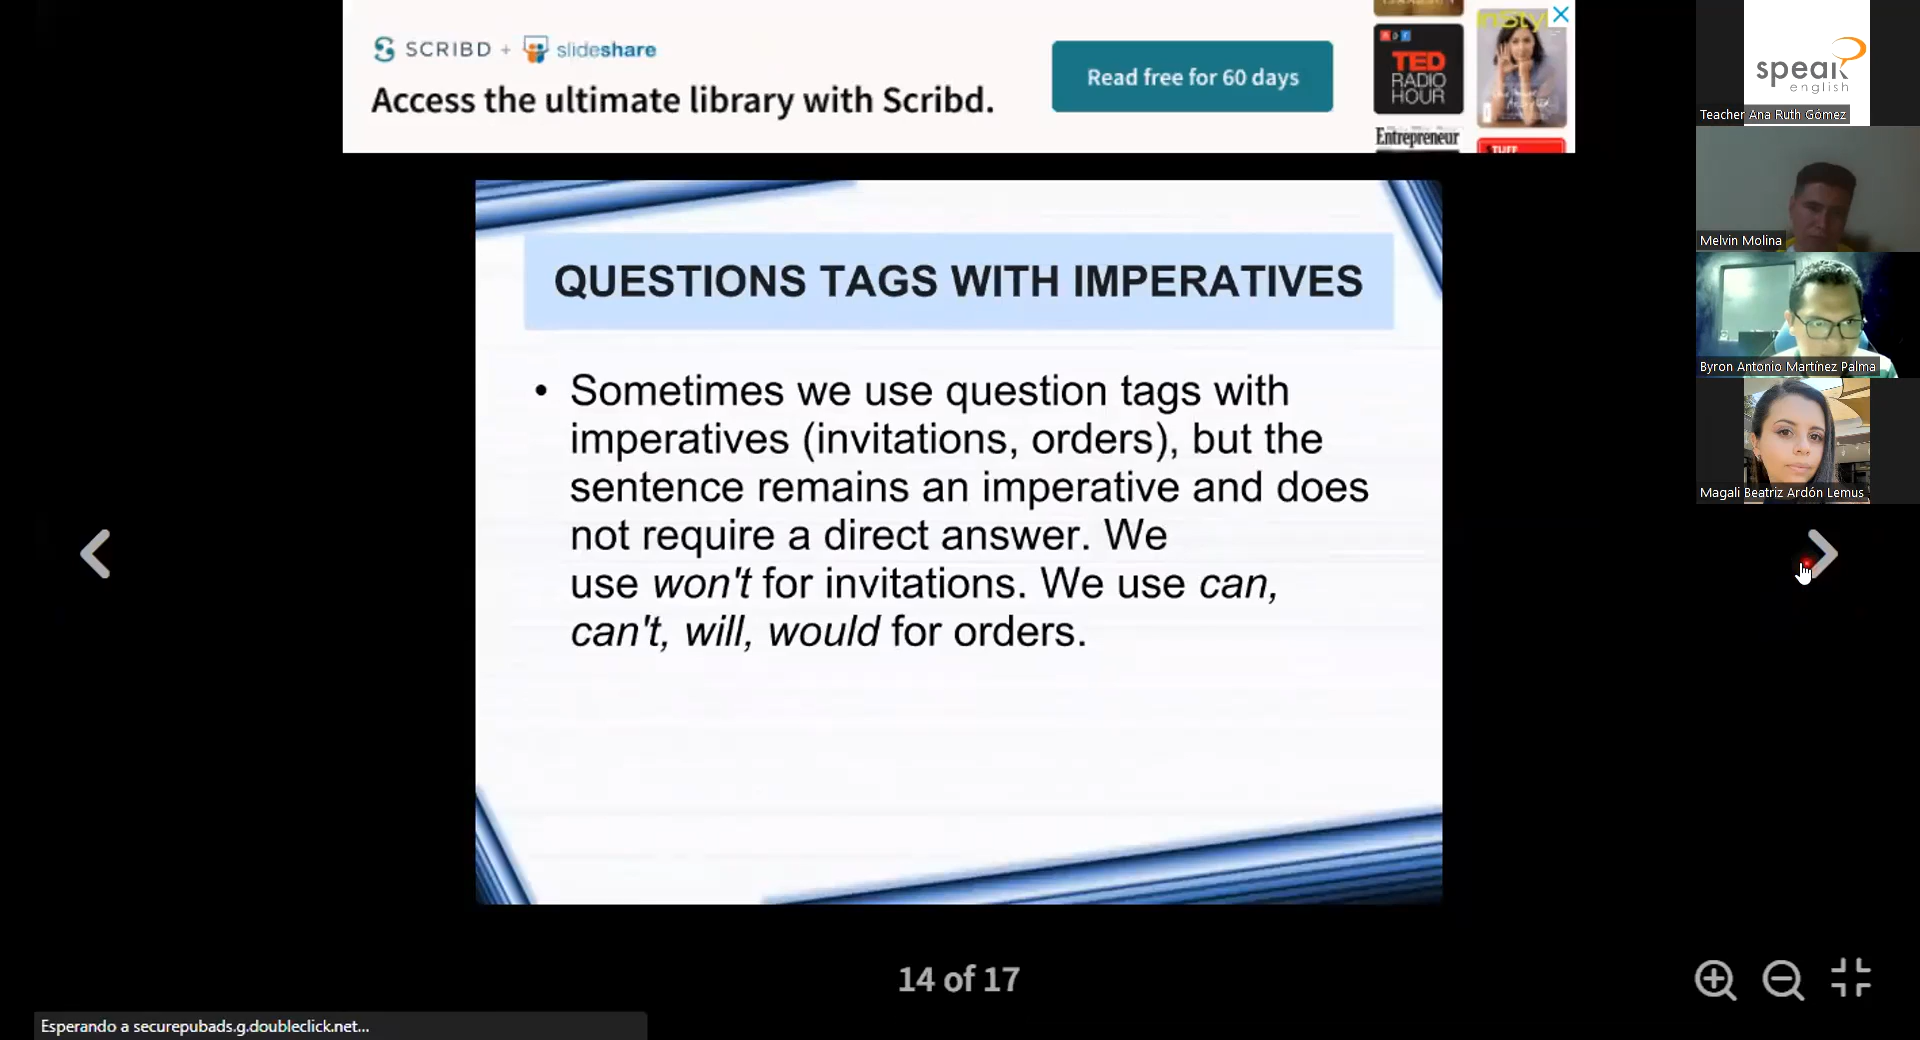 SCRIBD + slideshare
Access the ultimate library with Scribd.
Read free for 60 days
TED
RADIO
HOUR
InStyle
Entrepreneur
speak
english
Teacher Ana Ruth Gómez
Melvin Molina
Byron Antonio Martínez Palma
Magali Beatriz Ardón Lemus
QUESTIONS TAGS WITH IMPERATIVES
• Sometimes we use question tags with
imperatives (invitations, orders), but the
sentence remains an imperative and does
not require a direct answer. We
use won't for invitations. We use can,
can't, will, would for orders.
14 of 17
Esperando a securepubads.g.doubleclick.net...